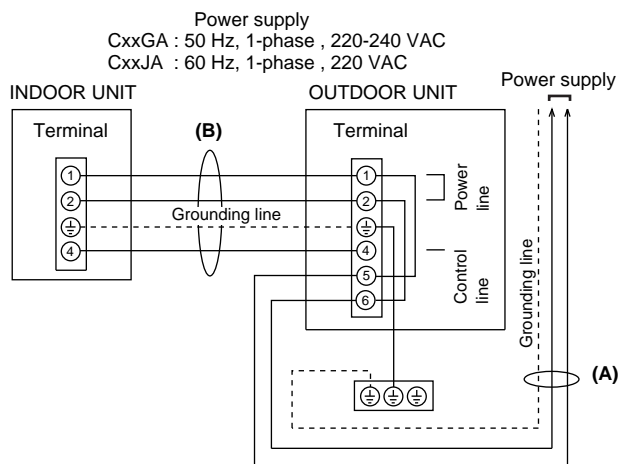 Power supply
CxxGA : 50 Hz, 1-phase , 220-240 VAC
CxxJA : 60 Hz, 1-phase , 220 VAC
INDOOR UNIT
OUTDOOR UNIT
Power supply
Terminal
(B)
Terminal
1
1
2
2
Grounding line
4
4
5
6
Power
line
Control
line
Grounding line
(A)